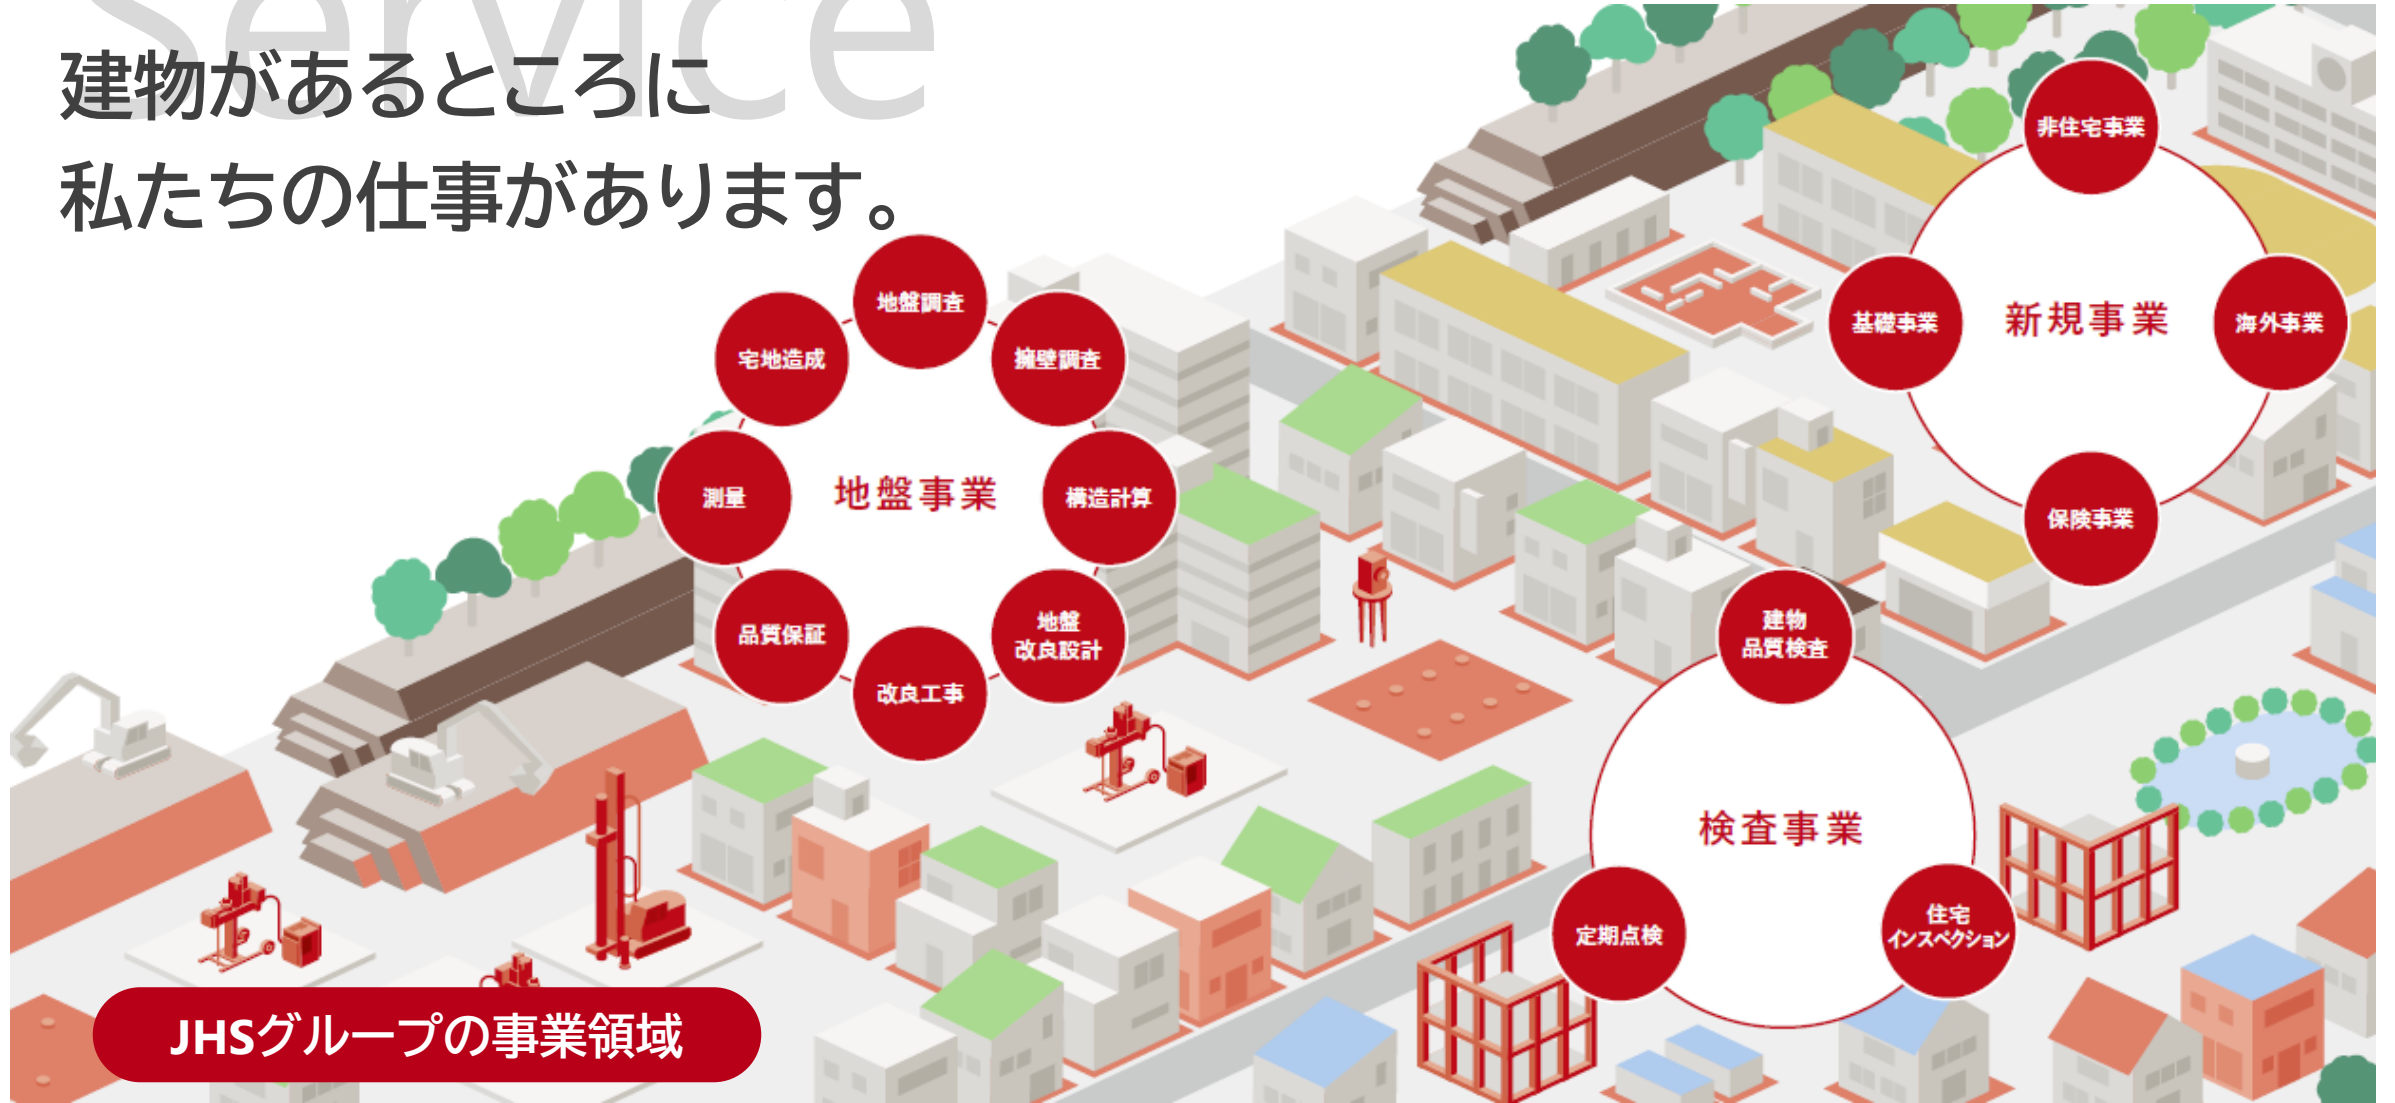 Service
建物があるところに
私たちの仕事があります。
地盤事業
地盤調査
擁壁調査
構造計算
地盤
改良設計
改良工事
品質保証
測量
宅地造成
新規事業
非住宅事業
海外事業
保険事業
基礎事業
検査事業
建物
品質検査
住宅
インスペクション
定期点検
JHSグループの事業領域